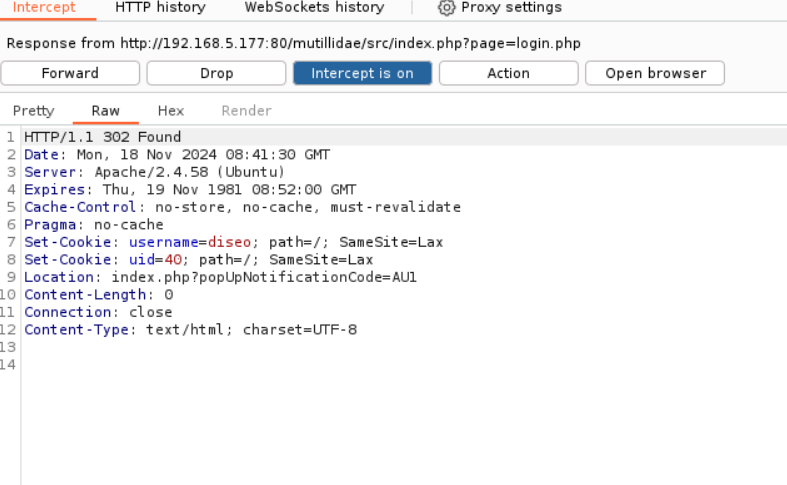 Intercept HTTP history WebSockets history Proxy settings
Response from http://192.168.5.177:80/mutillidae/src/index.php?page=login.php
Forward Drop Intercept is on Action Open browser
Pretty Raw Hex Render
1 HTTP/1.1 302 Found
2 Date: Mon, 18 Nov 2024 08:41:30 GMT
3 Server: Apache/2.4.58 (Ubuntu)
4 Expires: Thu, 19 Nov 1981 08:52:00 GMT
5 Cache-Control: no-store, no-cache, must-revalidate
6 Pragma: no-cache
7 Set-Cookie: username=diseo; path=/; SameSite=Lax
8 Set-Cookie: uid=40; path=/; SameSite=Lax
9 Location: index.php?popUpNotificationCode=AU1
10 Content-Length: 0
11 Connection: close
12 Content-Type: text/html; charset=UTF-8
13
14